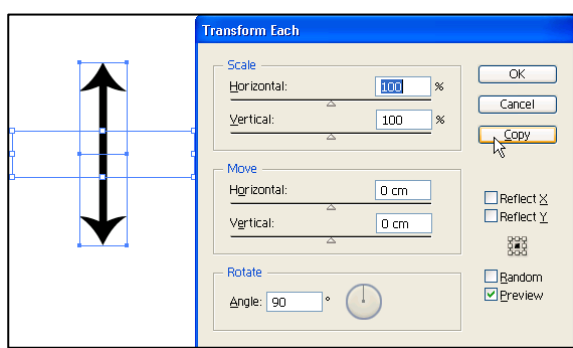 Transform Each
Scale
Horizontal: 100 %
Vertical: 100 %
Move
Horizontal: 0 cm
Vertical: 0 cm
Rotate
Angle: 90 °
OK
Cancel
Copy
Reflect X
Reflect Y
Random
Preview